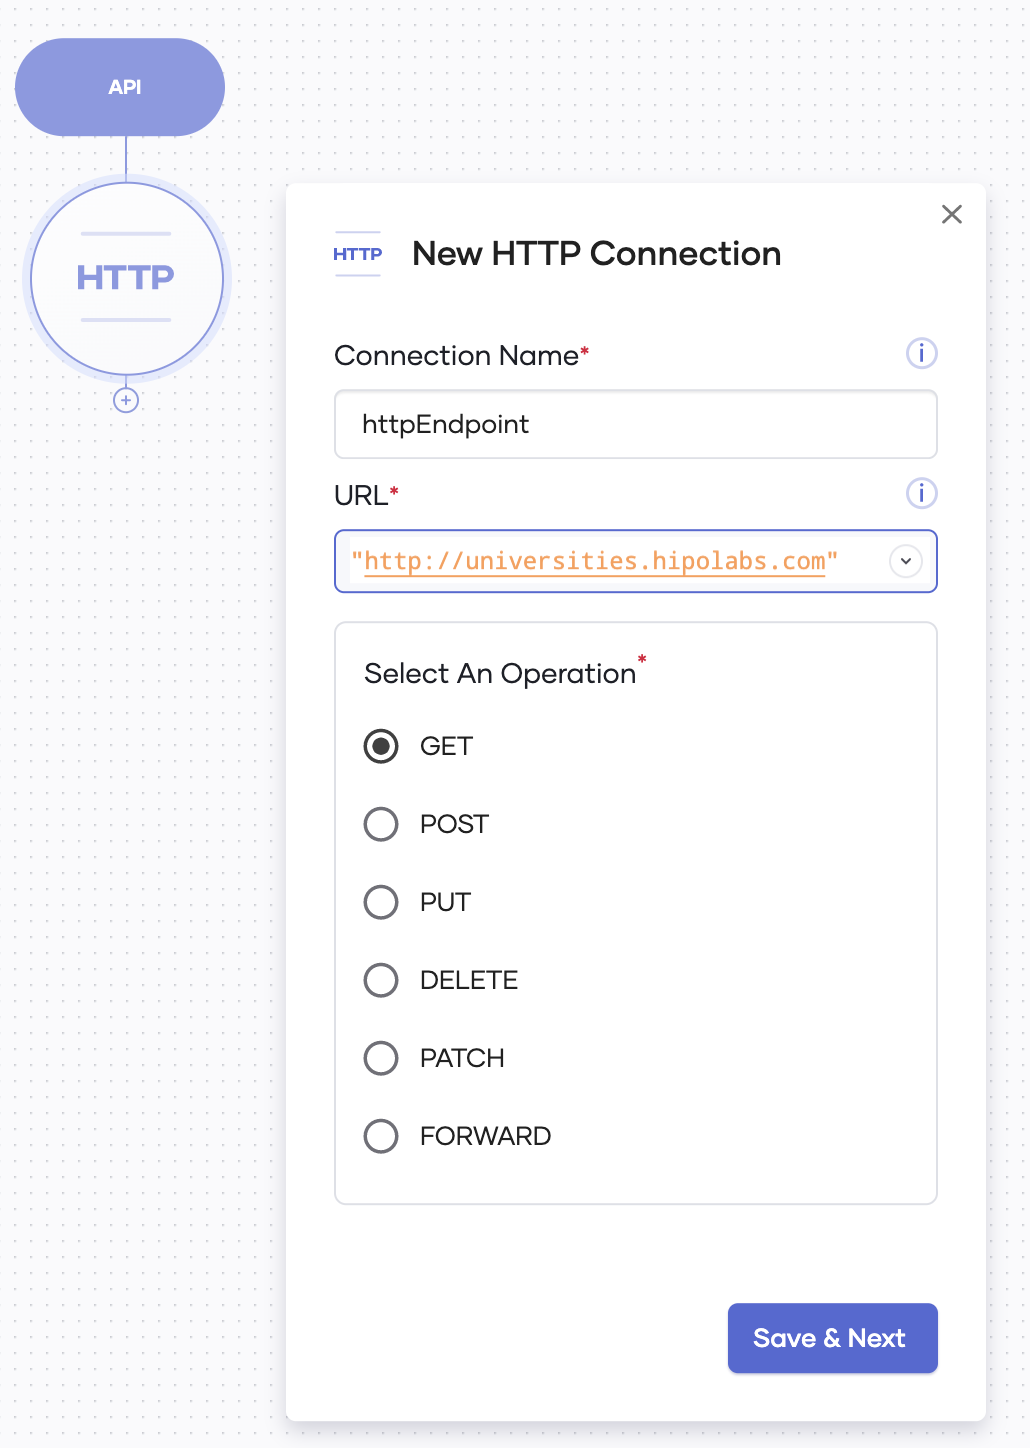 API
HTTP
HTTP New HTTP Connection
Connection Name*
httpEndpoint
URL*
"http://universities.hipolabs.com"
Select An Operation*
GET
POST
PUT
DELETE
PATCH
FORWARD
Save & Next